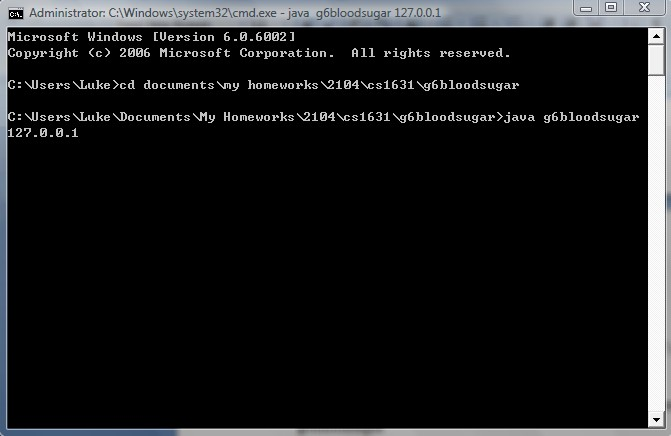 Administrator: C:\Windows\system32\cmd.exe - java  g6bloodsugar 127.0.0.1
Microsoft Windows [Version 6.0.6002]
Copyright (c) 2006 Microsoft Corporation.  All rights reserved.
C:\Users\Luke>cd documents\my homeworks\2104\cs1631\g6bloodsugar
C:\Users\Luke\Documents\My Homeworks\2104\cs1631\g6bloodsugar>java g6bloodsugar
127.0.0.1